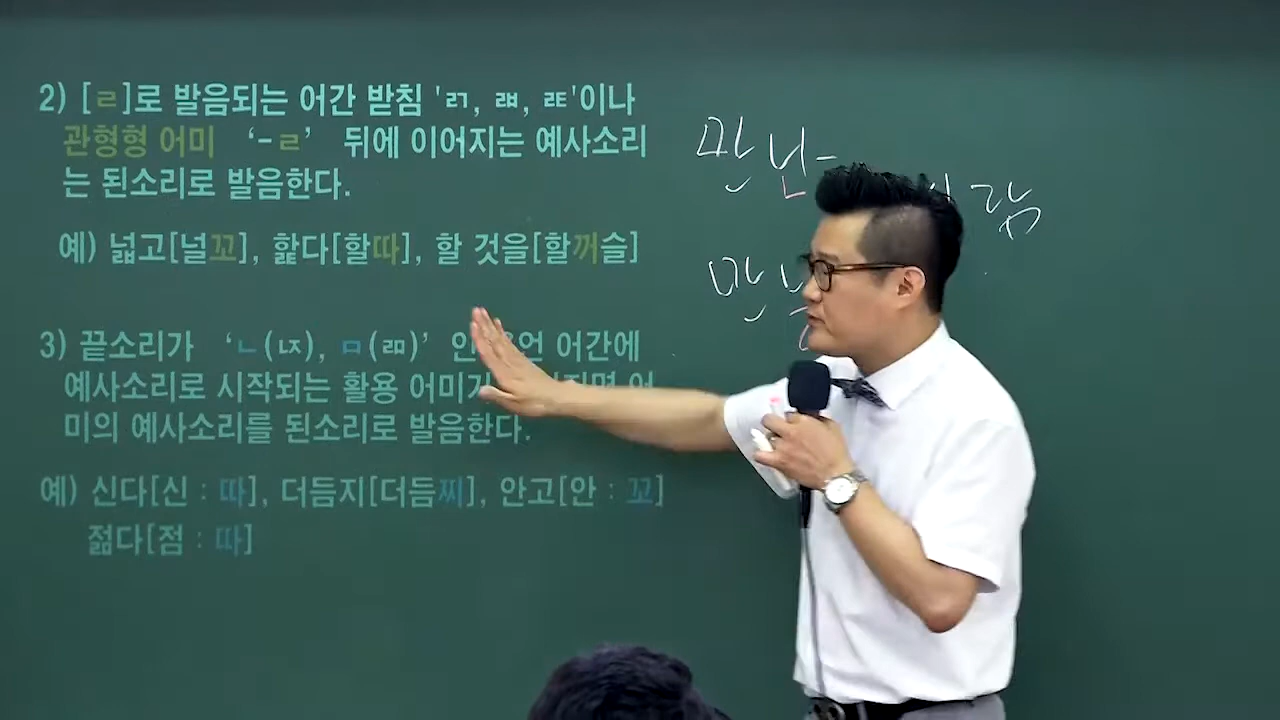 2) [ㄹ]로 발음되는 어간 받침 'ㄺ, ㄼ, ㄾ'이나
관형형 어미 ‘-ㄹ’ 뒤에 이어지는 예사소리
는 된소리로 발음한다.
예) 넓고[널꼬], 핥다[할따], 할 것을[할꺼슬]
3) 끝소리가 ‘ㄴ(ㄵ), ㅁ(ㄻ)’ 어간에
예사소리로 시작되는 활용 어미가
미의 예사소리를 된소리로 발음한다.
예) 신다[신 : 따], 더듬지[더듬찌], 안고[안 : 꼬]
젊다[점 : 따]
만난
만